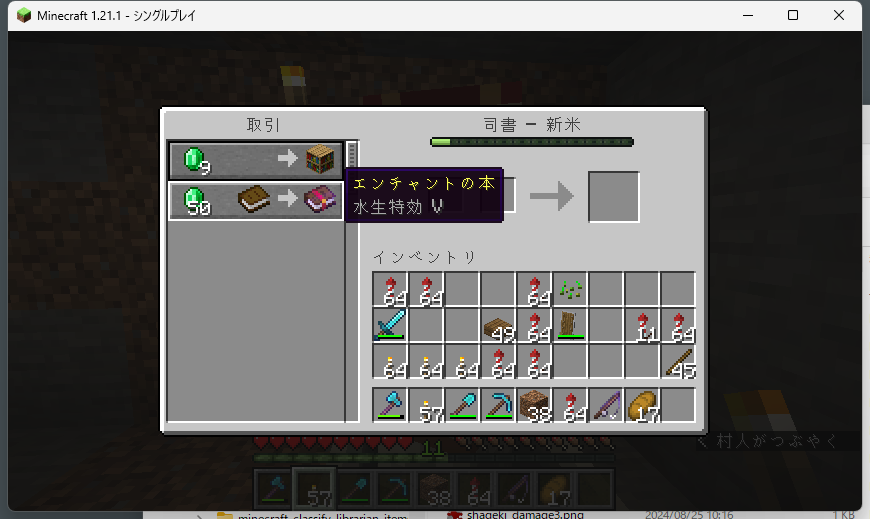 Minecraft 1.21.1 - シングルプレイ
取引
司書 - 新米
9
50
エンチャントの本
水生特効 V
インベントリ
64 64 64
49 64 11 64
64 64 64 64 64 45
57 38 64 17
11
< 村人がつぶやく
57 38 64 17
minecraft_classify_librarian_item
shageki_damage3.png
2024/08/25 10:16
1 KB